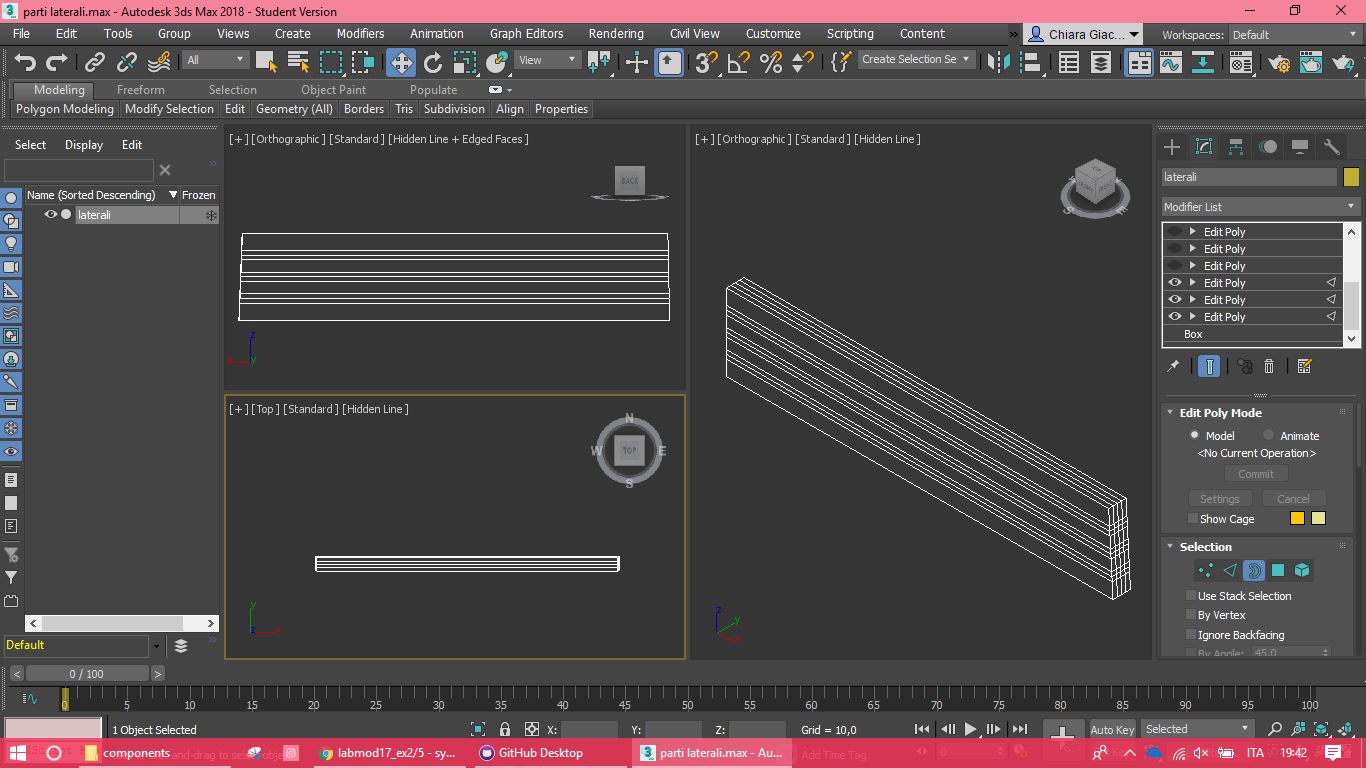 parti laterali.max - Autodesk 3ds Max 2018 - Student Version
File Edit Tools Group Views Create Modifiers Animation Graph Editors Rendering Civil View Customize Scripting Content » Chiara Giac... Workspaces: Default
All View 3 Create Selection Se
Modeling Freeform Selection Object Paint Populate
Polygon Modeling Modify Selection Edit Geometry (All) Borders Tris Subdivision Align Properties
Select Display Edit
Name (Sorted Descending) Frozen
laterali
[+] [Orthographic ] [Standard ] [Hidden Line + Edged Faces ]
BACK
z
x y
[+] [Top ] [Standard ] [Hidden Line ]
N
W TOP E
S
y
z x
[+] [Orthographic ] [Standard ] [Hidden Line ]
TOP
S E
z
y
x
laterali
Modifier List
Edit Poly
Edit Poly
Edit Poly
Edit Poly
Edit Poly
Edit Poly
Box
Edit Poly Mode
Model Animate
<No Current Operation>
Commit
Settings Cancel
Show Cage
Selection
Use Stack Selection
By Vertex
Ignore Backfacing
By Angle: 45.0
Default
< 0 / 100 >
0 5 10 15 20 25 30 35 40 45 50 55 60 65 70 75 80 85 90 95 100
1 Object Selected X: Y: Z: Grid = 10,0 Auto Key Selected
Add Time Tag
components labmod17_ex2/5 - sy... GitHub Desktop parti laterali.max - Au... ITA 19:42